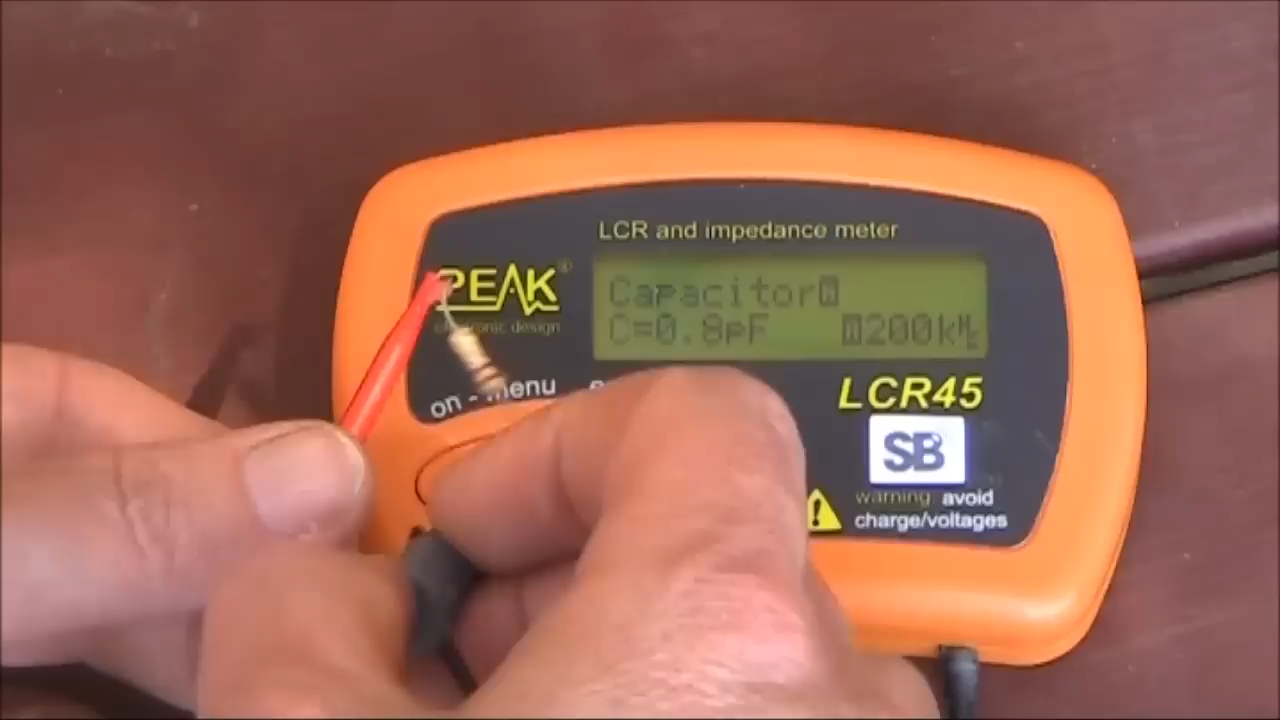 LCR and impedance meter
PEAK®
electronic design
Capacitor
C=0.8pF 200kHz
on - menu
LCR45
SB
warning: avoid
charge/voltages